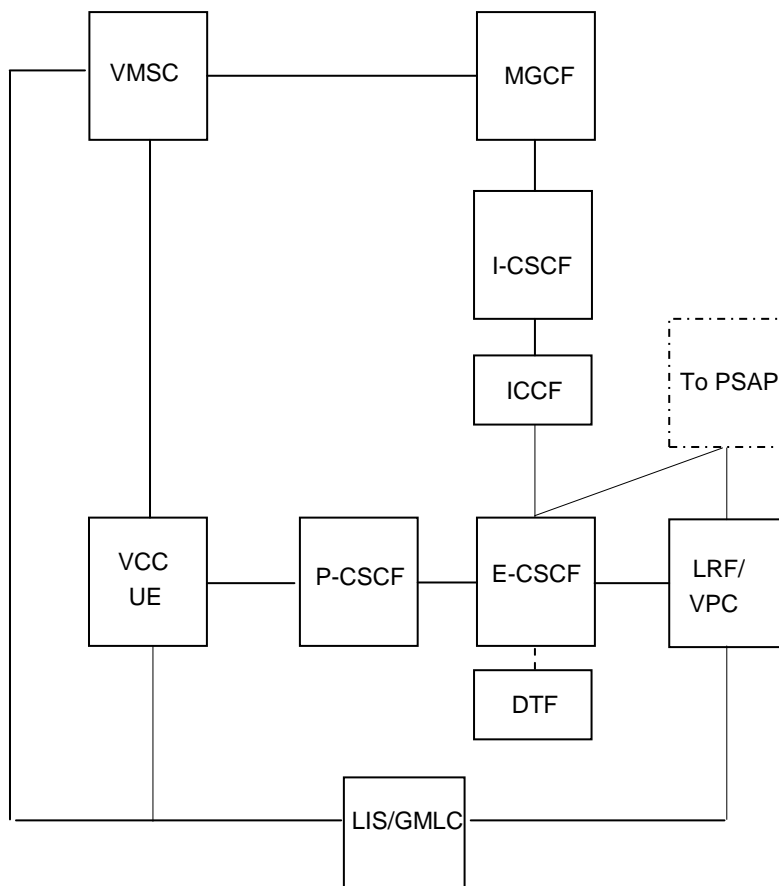 VMSC
MGCF
I-CSCF
ICCF
To PSAP
VCC
UE
P-CSCF
E-CSCF
LRF/
VPC
DTF
LIS/GMLC